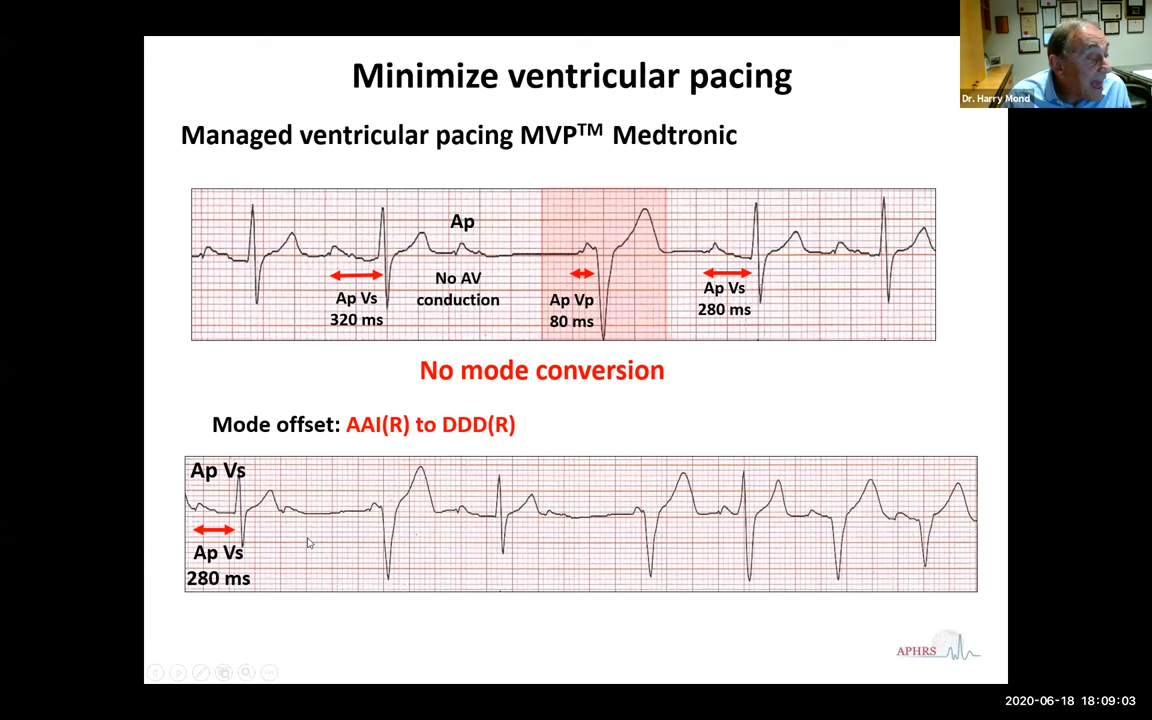 Minimize ventricular pacing
Dr. Harry Mond
Managed ventricular pacing MVP™ Medtronic
Ap
No AV
conduction
Ap Vs
320 ms
Ap Vp
80 ms
Ap Vs
280 ms
No mode conversion
Mode offset: AAI(R) to DDD(R)
Ap Vs
Ap Vs
280 ms
APHRS
2020-06-18 18:09:03